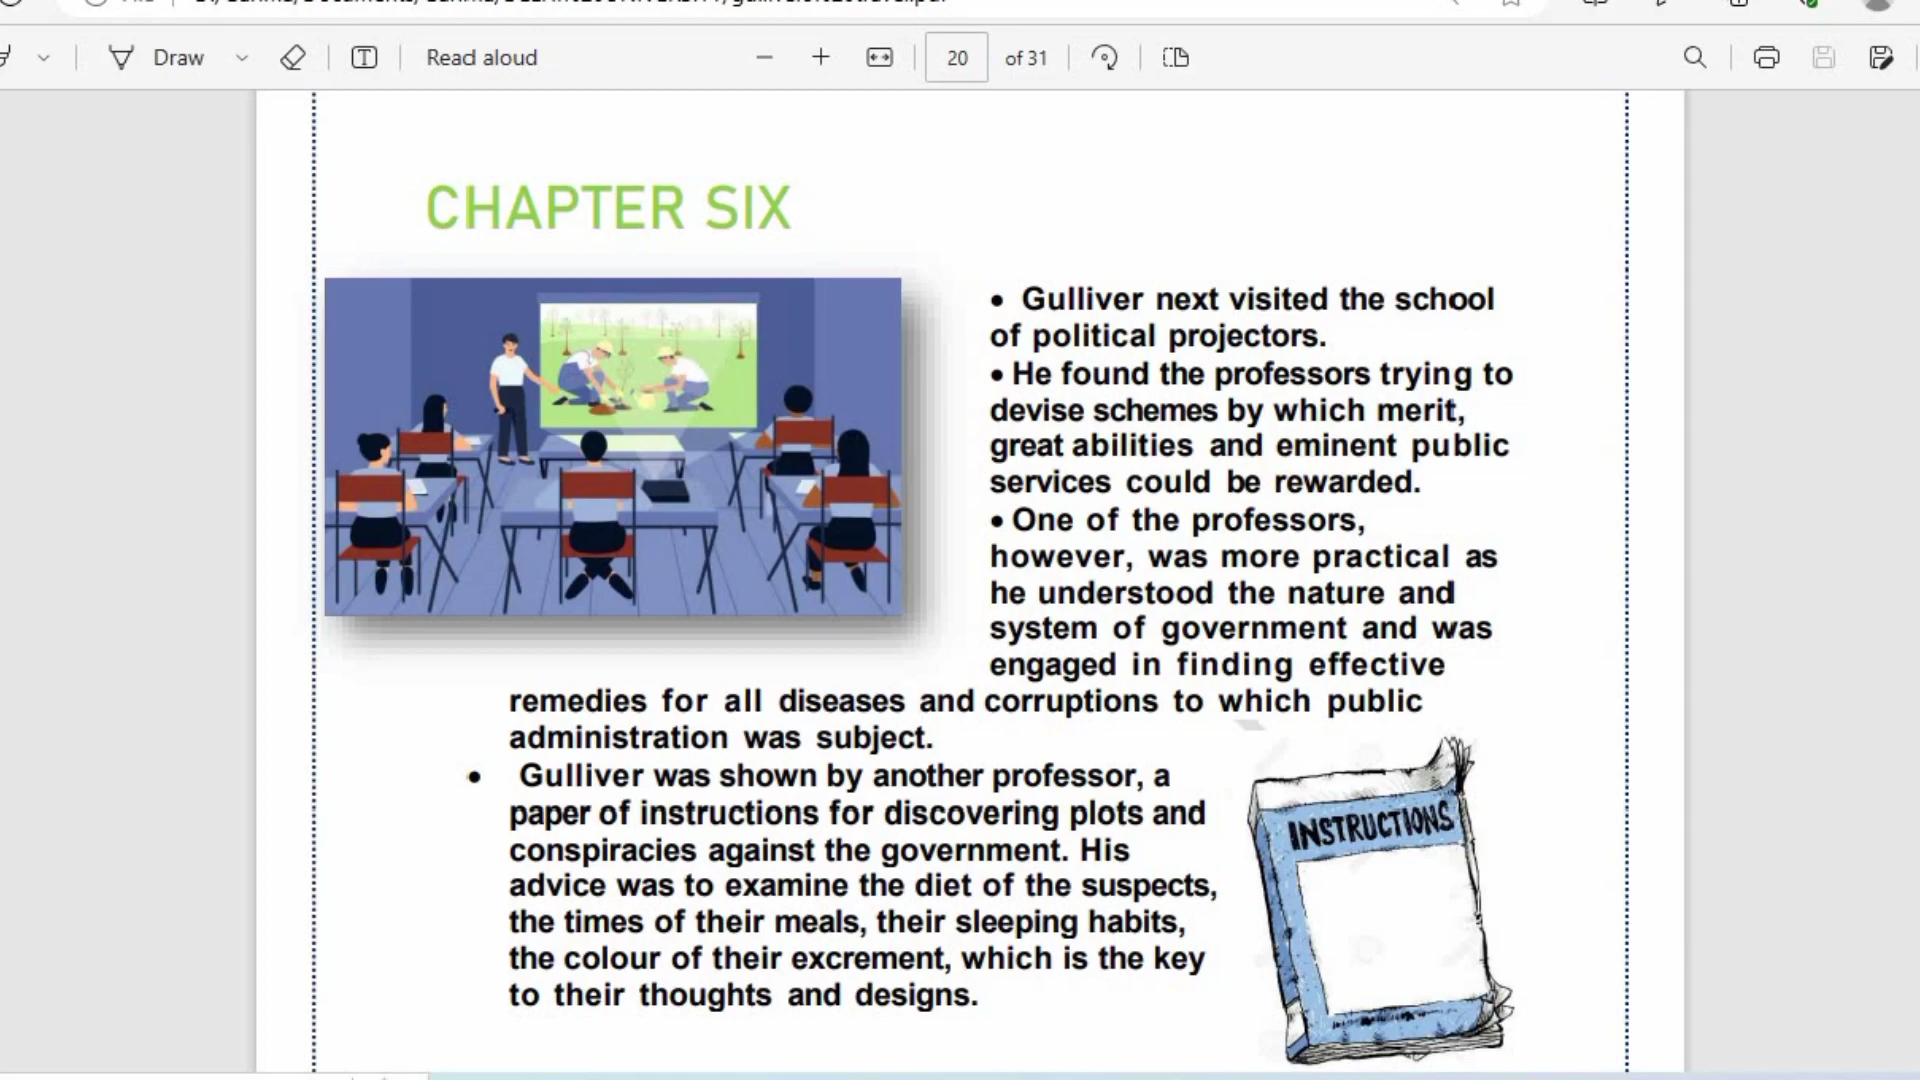 Draw
Read aloud
20
of 31
CHAPTER SIX
• Gulliver next visited the school
of political projectors.
• He found the professors trying to
devise schemes by which merit,
great abilities and eminent public
services could be rewarded.
• One of the professors,
however, was more practical as
he understood the nature and
system of government and was
engaged in finding effective
remedies for all diseases and corruptions to which public
administration was subject.
• Gulliver was shown by another professor, a
paper of instructions for discovering plots and
conspiracies against the government. His
advice was to examine the diet of the suspects,
the times of their meals, their sleeping habits,
the colour of their excrement, which is the key
to their thoughts and designs.
INSTRUCTIONS